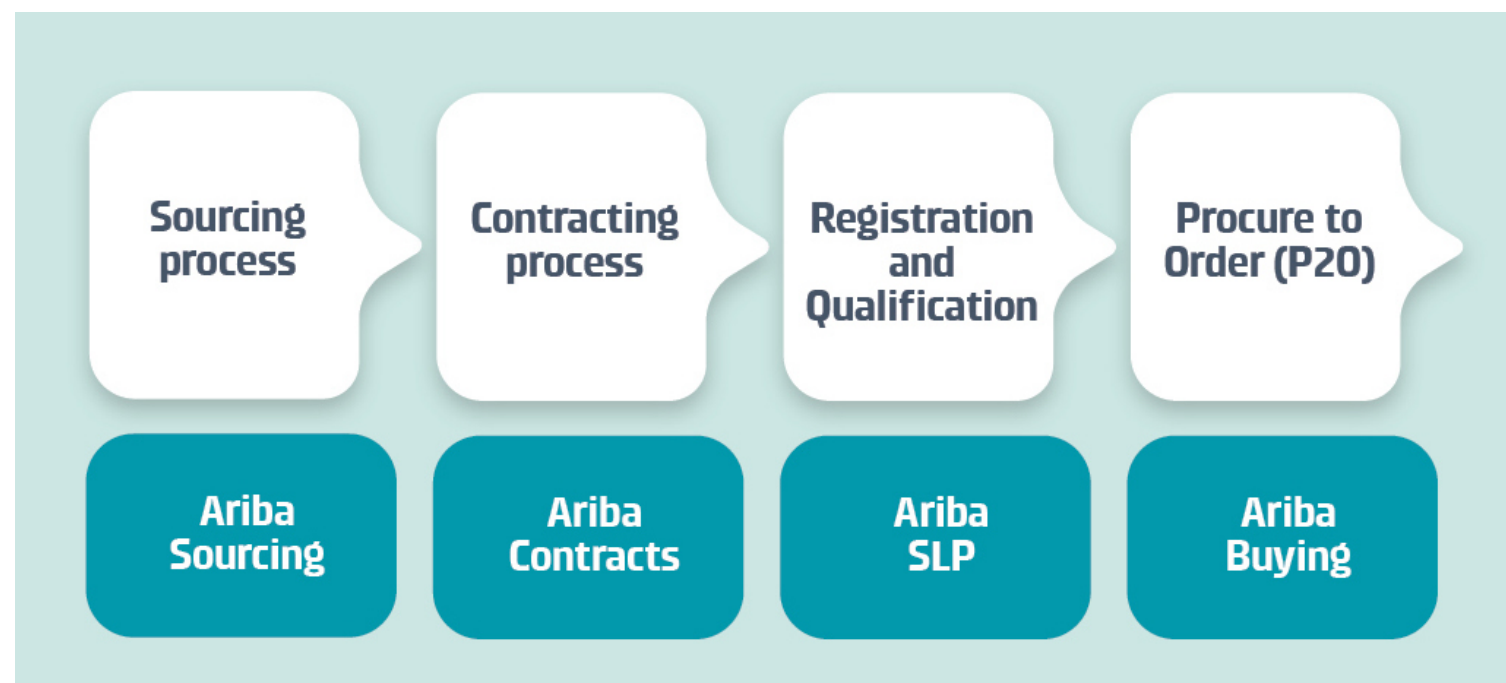 Sourcing
process
Contracting
process
Registration
and
Qualification
Procure to
Order (P2O)
Ariba
Sourcing
Ariba
Contracts
Ariba
SLP
Ariba
Buying